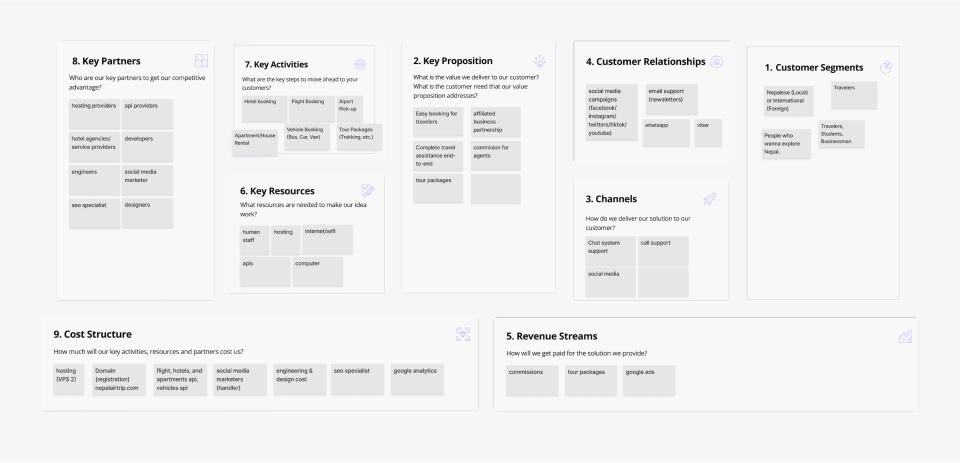 8. Key Partners
Who are our key partners to get our competitive
advantage?
hosting providers
api providers
hotel agencies/
service providers
developers
engineers
social media
marketer
seo specialist
designers
7. Key Activities
What are the key steps to move ahead to your
customers?
Hotel booking
Flight Booking
Aiport
Pick-up
Apartment/House
Rental
Vehicle Booking
(Bus, Car, Van)
Tour Packages
(Trekking, etc.)
6. Key Resources
What resources are needed to make our idea
work?
human
staff
hosting
internet/wifi
apis
computer
2. Key Proposition
What is the value we deliver to our customer?
What is the customer need that our value
proposition addresses?
Easy booking for
travelers
affiliated
business
partnership
Complete travel
assistance end-
to-end
commision for
agents
tour packages
4. Customer Relationships
social media
campaigns
(facebook/
instagram/
twitters/tiktok/
youtube)
email support
(newsletters)
whatsapp
viber
3. Channels
How do we deliver our solution to our
customer?
Chat system
support
call support
social media
1. Customer Segments
Nepalese (Local)
or International
(Foreign)
Travelers
People who
wanna explore
Nepal.
Travelers,
Students,
Businessman
9. Cost Structure
How much will our key activities, resources and partners cost us?
hosting
(VPS 2)
Domain
(registration)
nepalairtrip.com
flight, hotels, and
apartments api,
vehicles api
social media
marketers
(handler)
engineering &
design cost
seo specialist
google analytics
5. Revenue Streams
How will we get paid for the solution we provide?
commissions
tour packages
google ads